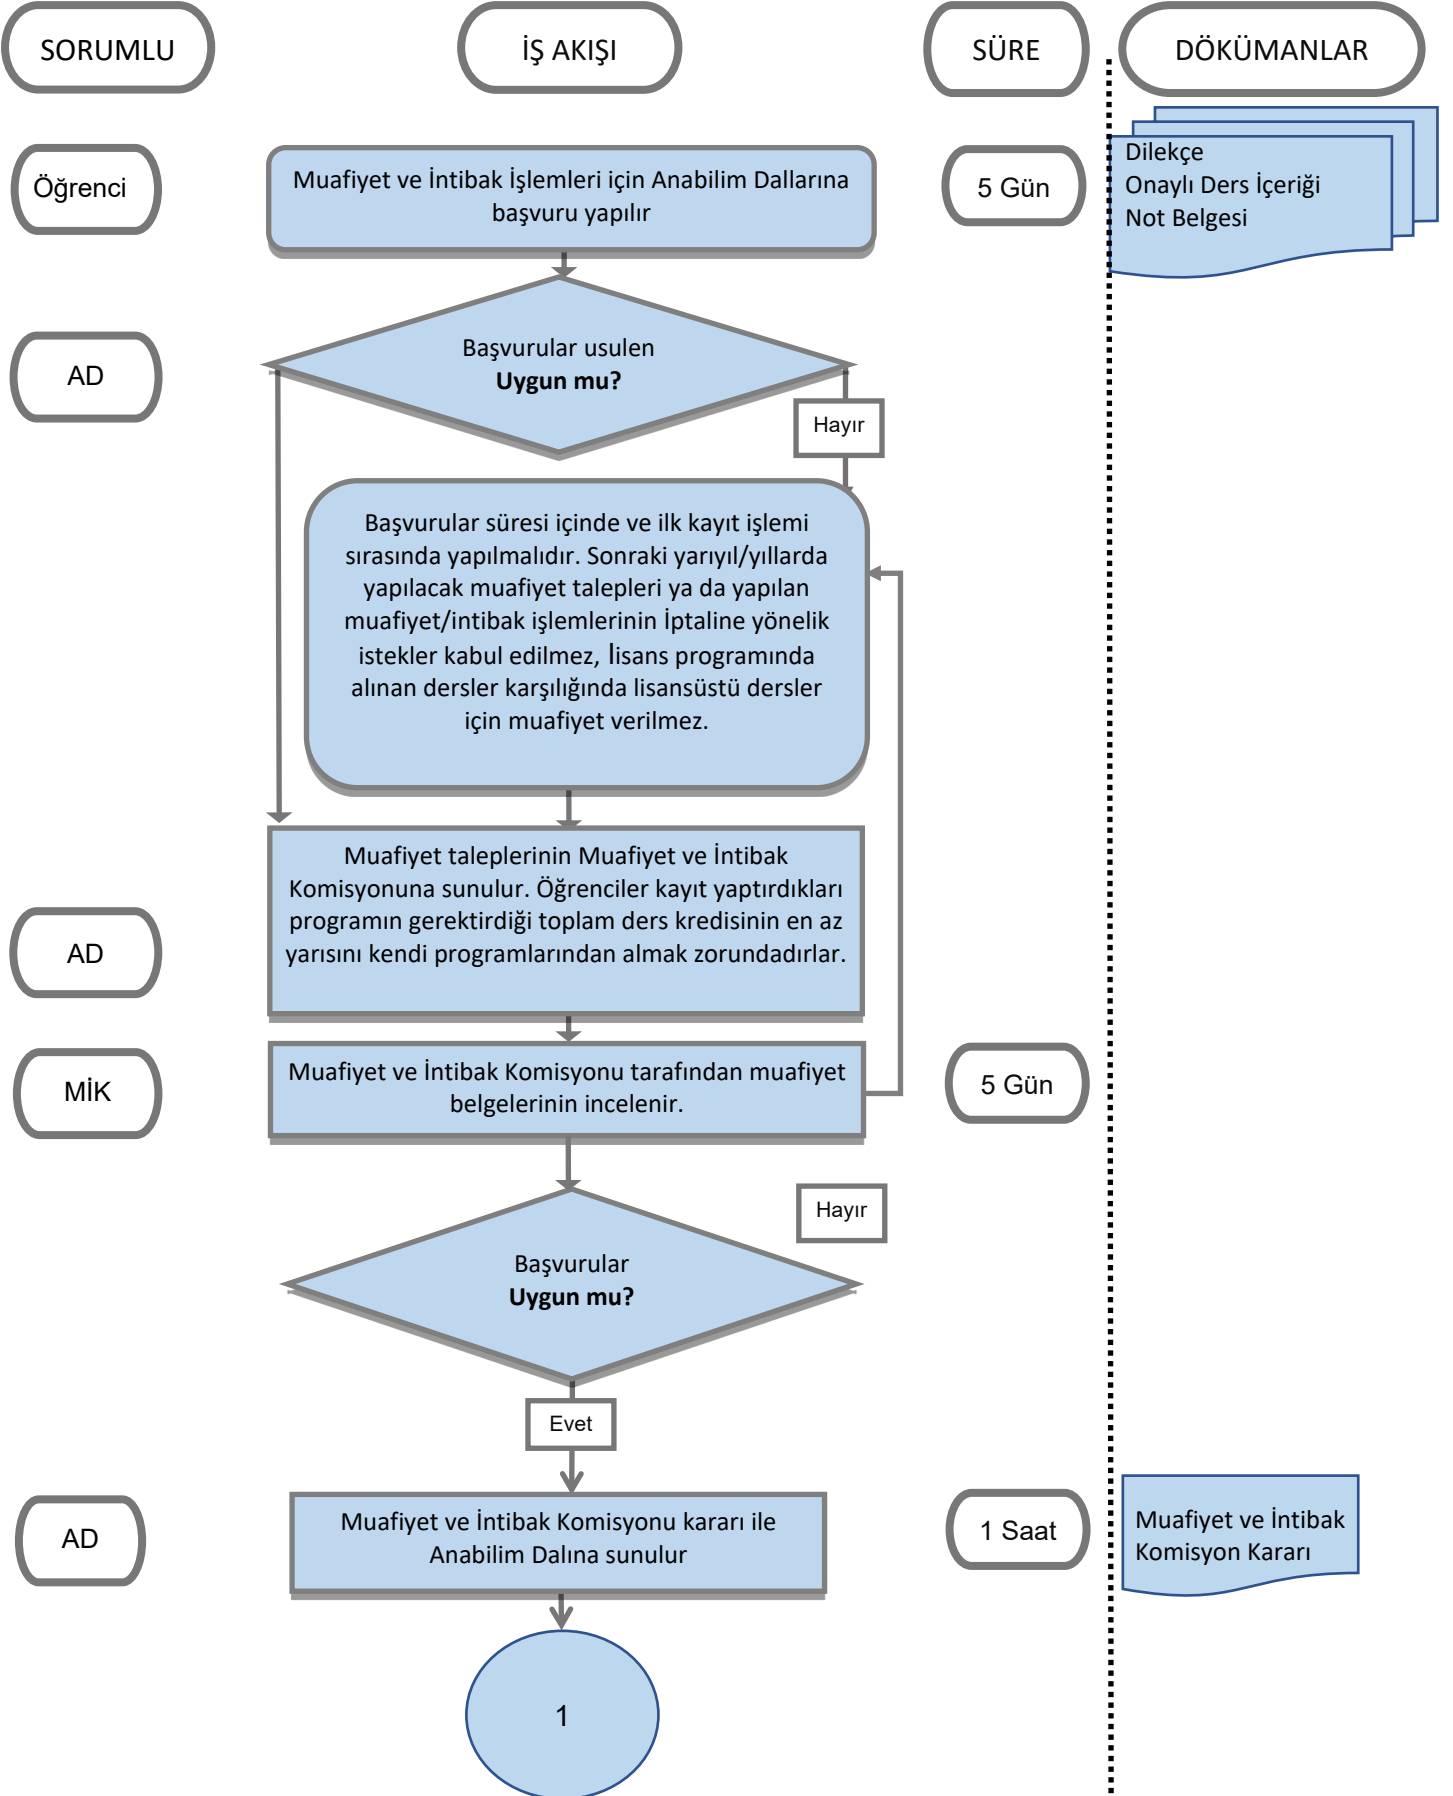 SORUMLU
İŞ AKIŞI
SÜRE
DÖKÜMANLAR
Öğrenci
Muafiyet ve İntibak İşlemleri için Anabilim Dallarına
başvuru yapılır
5 Gün
Dilekçe
Onaylı Ders İçeriği
Not Belgesi
AD
Başvurular usulen
Uygun mu?
Hayır
Başvurular süresi içinde ve ilk kayıt işlemi
sırasında yapılmalıdır. Sonraki yarıyıl/yıllarda
yapılacak muafiyet talepleri ya da yapılan
muafiyet/intibak işlemlerinin İptaline yönelik
istekler kabul edilmez, lisans programında
alınan dersler karşılığında lisansüstü dersler
için muafiyet verilmez.
AD
Muafiyet taleplerinin Muafiyet ve İntibak
Komisyonuna sunulur. Öğrenciler kayıt yaptırdıkları
programın gerektirdiği toplam ders kredisinin en az
yarısını kendi programlarından almak zorundadırlar.
MİK
Muafiyet ve İntibak Komisyonu tarafından muafiyet
belgelerinin incelenir.
5 Gün
Hayır
Başvurular
Uygun mu?
Evet
AD
Muafiyet ve İntibak Komisyonu kararı ile
Anabilim Dalına sunulur
1 Saat
Muafiyet ve İntibak
Komisyon Kararı
1